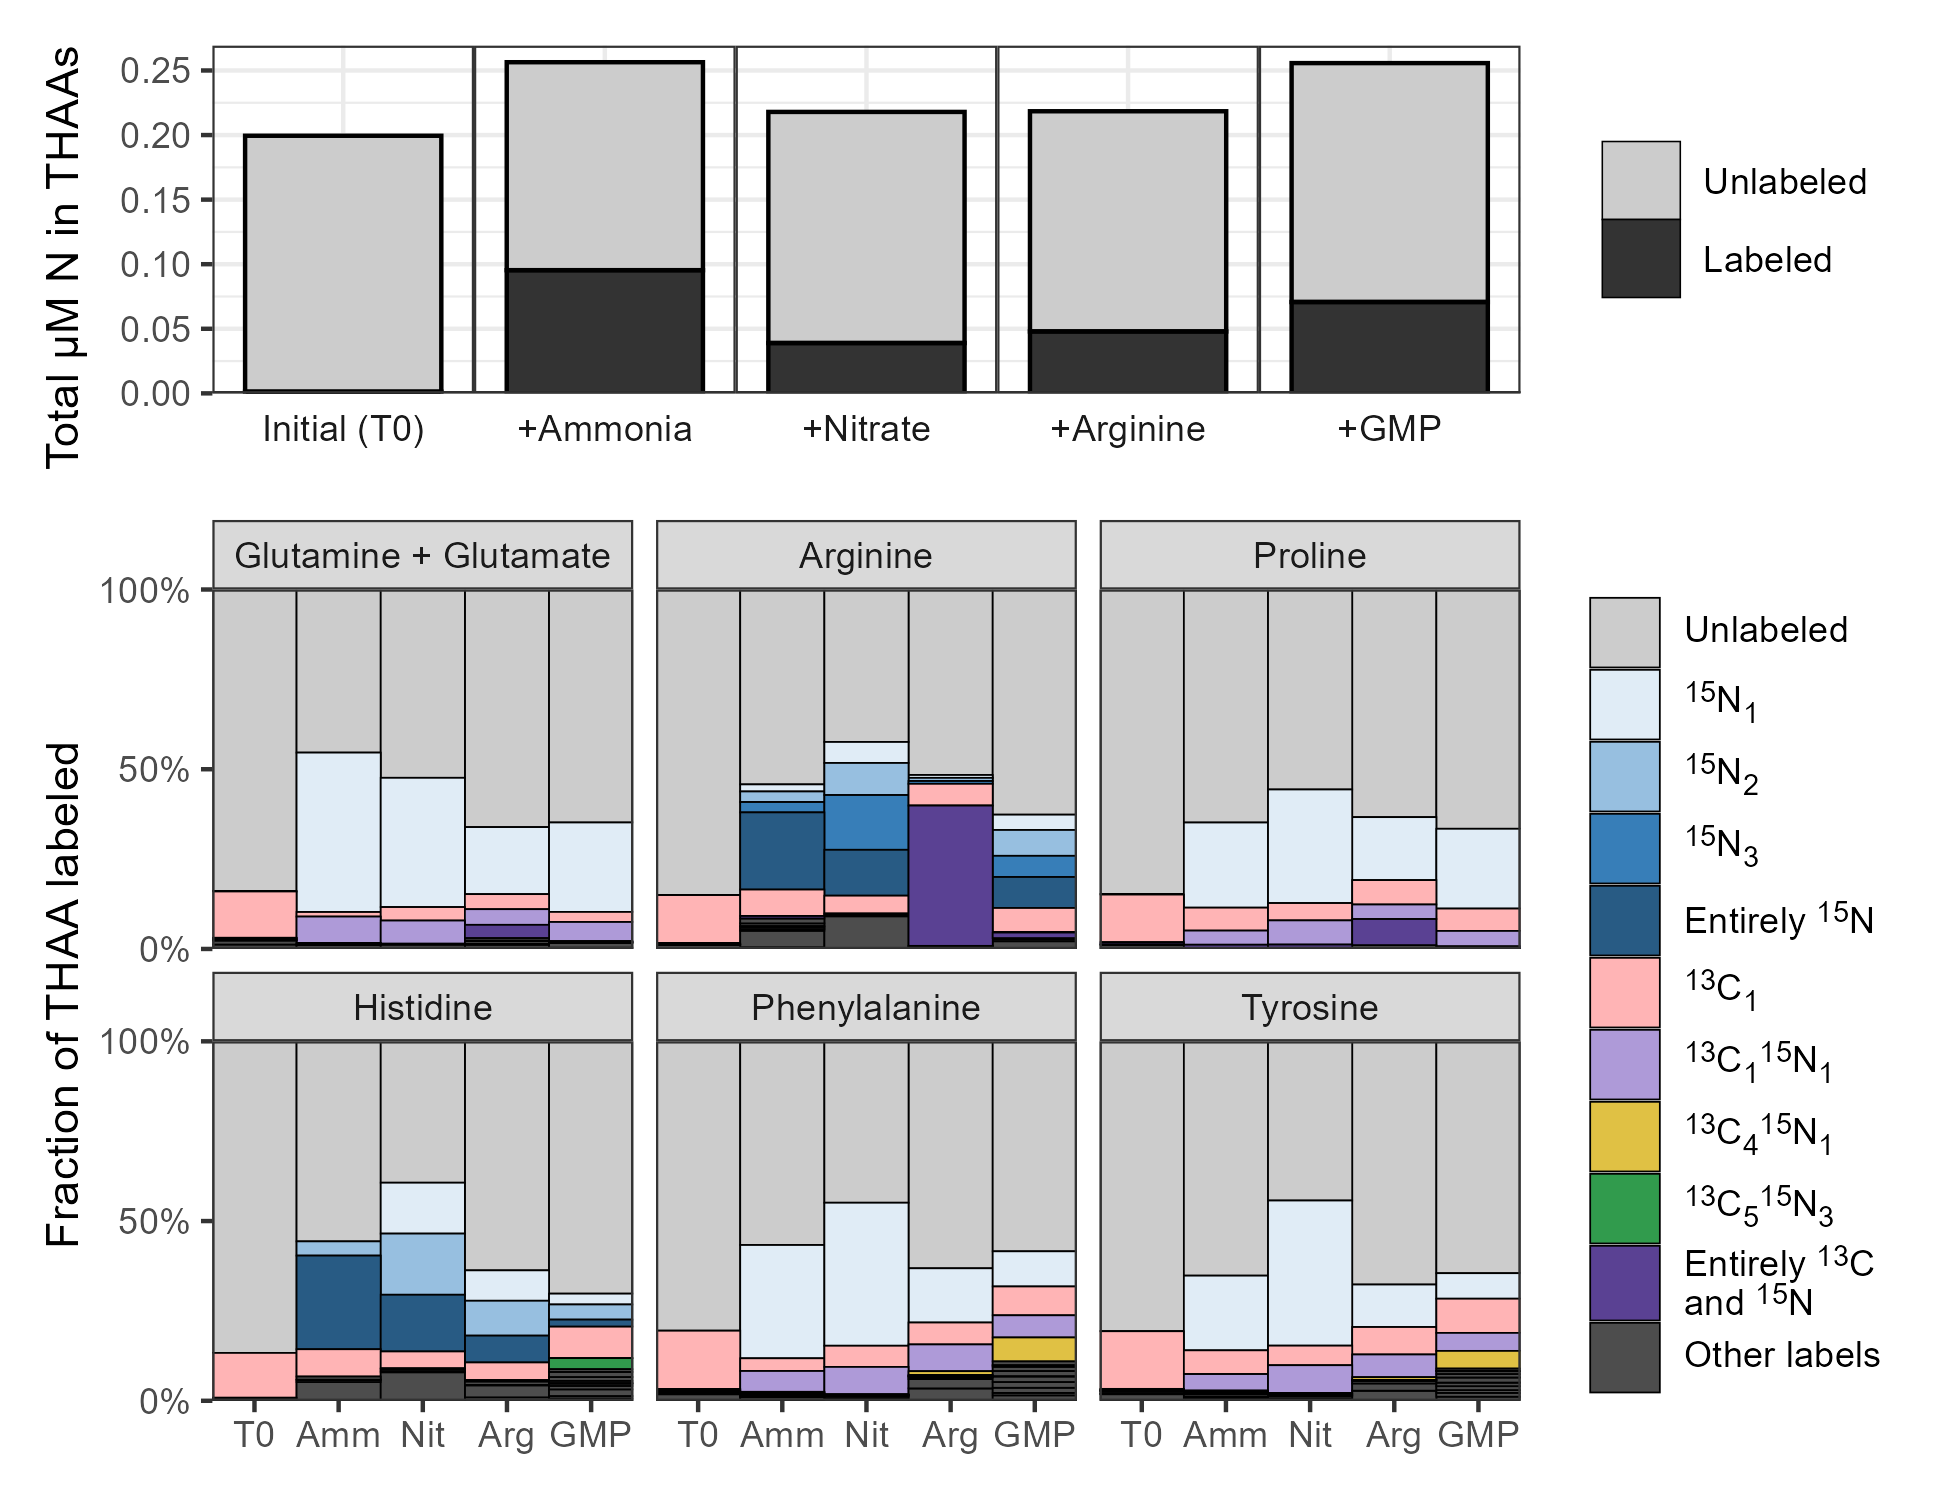 Total µM N in THAAs
0.25
0.20
0.15
0.10
0.05
0.00
Initial (T0)
+Ammonia
+Nitrate
+Arginine
+GMP
Unlabeled
Labeled
Fraction of THAA labeled
Glutamine + Glutamate
Arginine
Proline
100%
50%
0%
Histidine
Phenylalanine
Tyrosine
100%
50%
0%
T0 Amm Nit Arg GMP
T0 Amm Nit Arg GMP
T0 Amm Nit Arg GMP
Unlabeled
¹⁵N₁
¹⁵N₂
¹⁵N₃
Entirely ¹⁵N
¹³C₁
¹³C₁¹⁵N₁
¹³C₄¹⁵N₁
¹³C₅¹⁵N₃
Entirely ¹³C
and ¹⁵N
Other labels